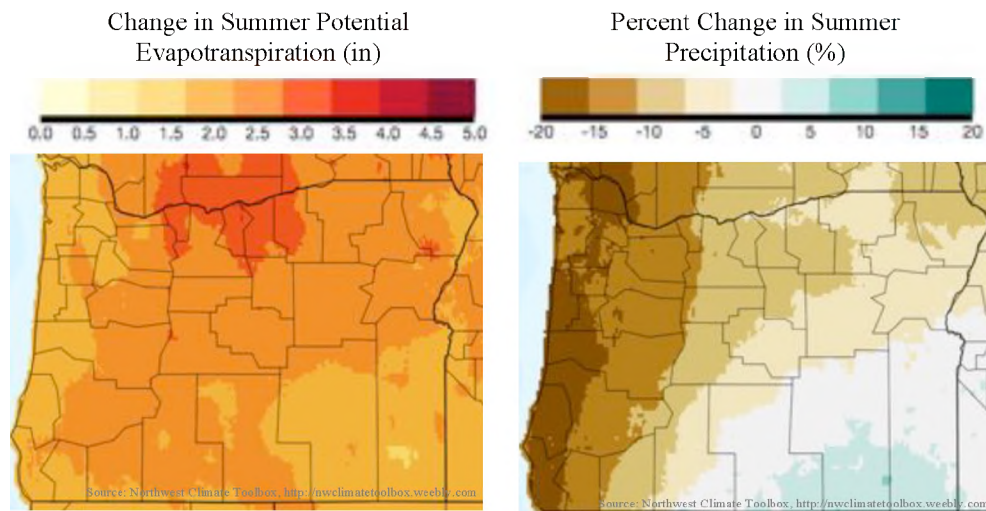 Change in Summer Potential
Evapotranspiration (in)
0.0 0.5 1.0 1.5 2.0 2.5 3.0 3.5 4.0 4.5 5.0
Source: Northwest Climate Toolbox, http://nwclimatetoolbox.weebly.com
Percent Change in Summer
Precipitation (%)
-20 -15 -10 -5 0 5 10 15 20
Source: Northwest Climate Toolbox, http://nwclimatetoolbox.weebly.com